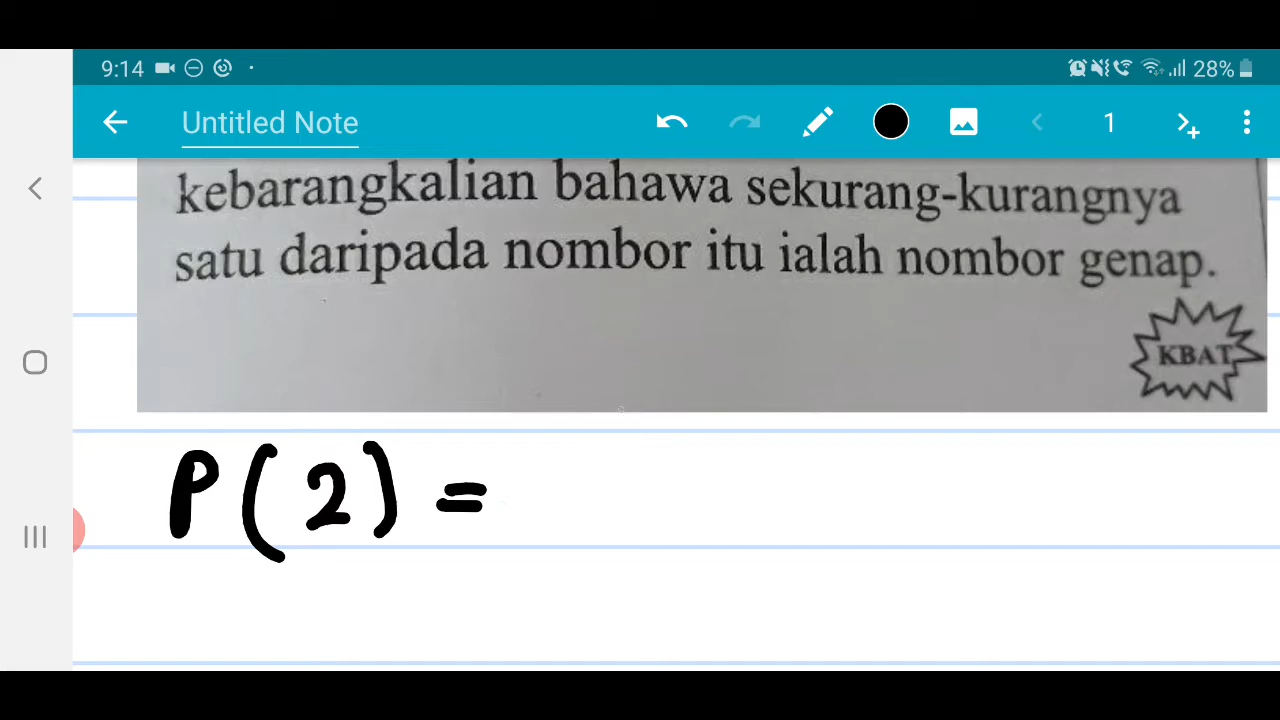 9:14
28%
Untitled Note
1
kebarangkalian bahawa sekurang-kurangnya
satu daripada nombor itu ialah nombor genap.
KBAT
P(2) =